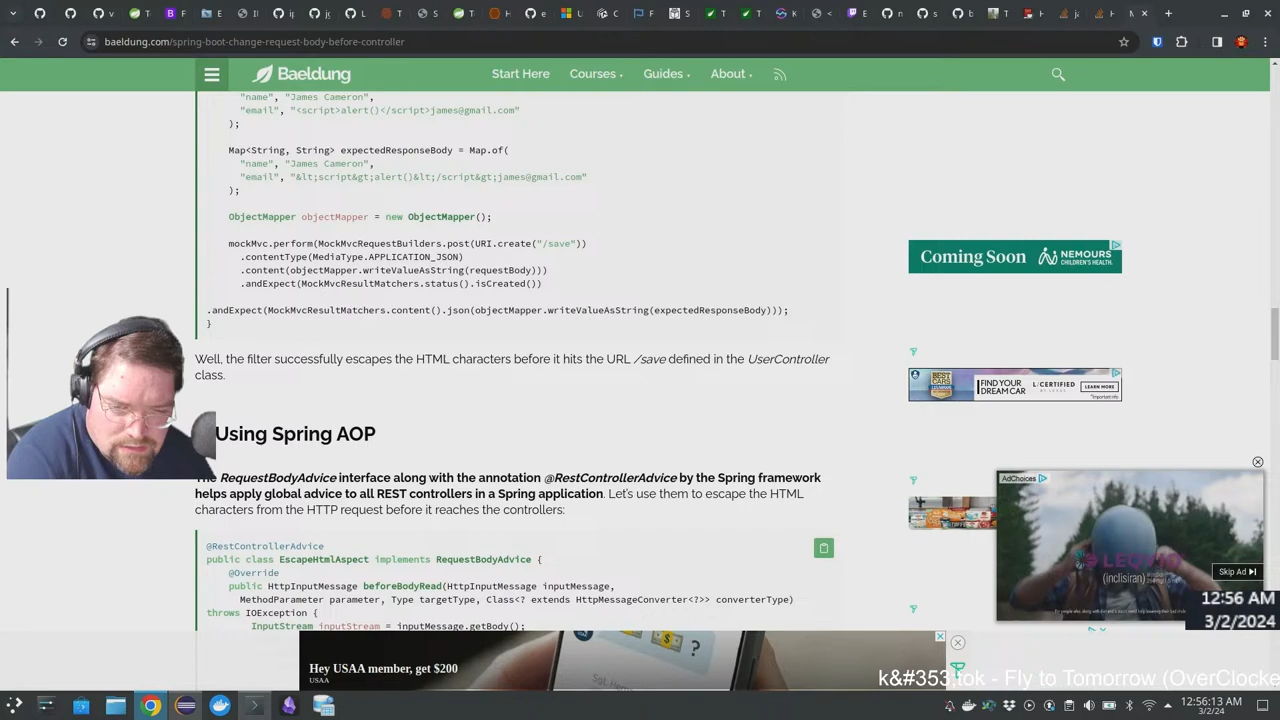 baeldung.com/spring-boot-change-request-body-before-controller
Baeldung
Start Here
Courses
Guides
About
"name", "James Cameron",
"email", "<script>alert()</script>james@gmail.com"
);
Map<String, String> expectedResponseBody = Map.of(
"name", "James Cameron",
"email", "&lt;script&gt;alert()&lt;/script&gt;james@gmail.com"
);
ObjectMapper objectMapper = new ObjectMapper();
mockMvc.perform(MockMvcRequestBuilders.post(URI.create("/save"))
.contentType(MediaType.APPLICATION_JSON)
.content(objectMapper.writeValueAsString(requestBody)))
.andExpect(MockMvcResultMatchers.status().isCreated())
.andExpect(MockMvcResultMatchers.content().json(objectMapper.writeValueAsString(expectedResponseBody)));
}
Well, the filter successfully escapes the HTML characters before it hits the URL /save defined in the UserController
class.
Using Spring AOP
The RequestBodyAdvice interface along with the annotation @RestControllerAdvice by the Spring framework
helps apply global advice to all REST controllers in a Spring application. Let's use them to escape the HTML
characters from the HTTP request before it reaches the controllers:
@RestControllerAdvice
public class EscapeHtmlAspect implements RequestBodyAdvice {
@Override
public HttpInputMessage beforeBodyRead(HttpInputMessage inputMessage,
MethodParameter parameter, Type targetType, Class<? extends HttpMessageConverter<?>> converterType)
throws IOException {
InputStream inputStream = inputMessage.getBody();
Coming Soon
NEMOURS
CHILDREN'S HEALTH.
BEST
CARS
FIND YOUR
DREAM CAR
L/CERTIFIED
BY LEXUS
LEARN MORE
*Important info
AdChoices
LEQVIO
(inclisiran)
Skip Ad
12:56 AM
3/2/2024
Hey USAA member, get $200
USAA
k&#353;tok - Fly to Tomorrow (OverClocke
12:56:13 AM
3/2/24